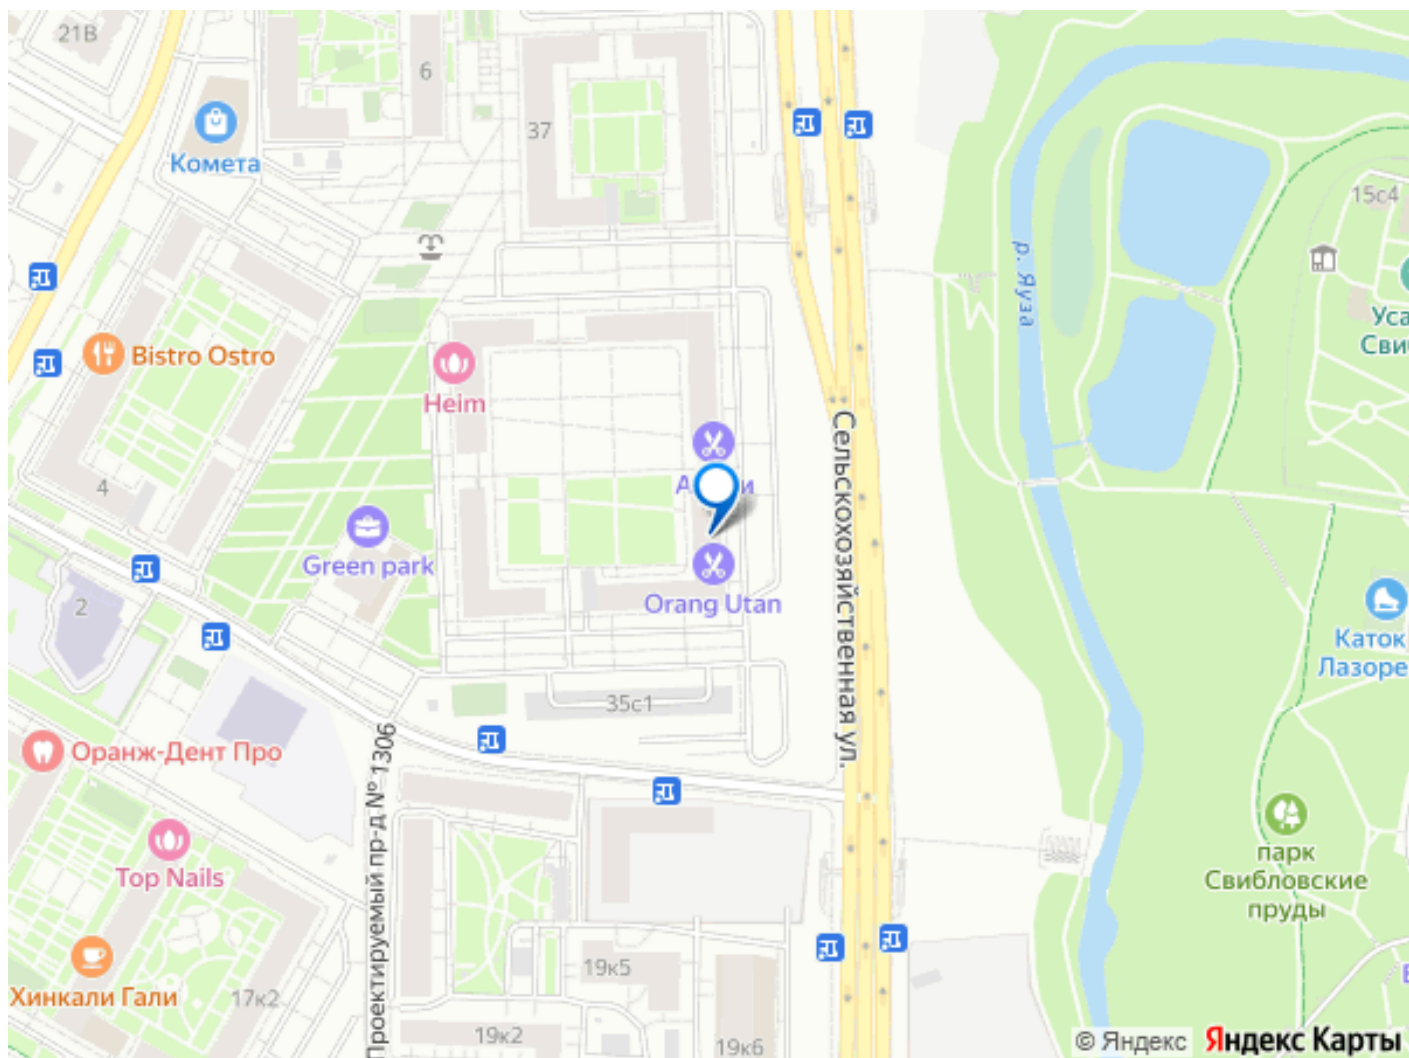 21В
6
37
Комета
15с4
р. Яуза
Уса
Сви
Bistro Ostro
Heim
Сельскохозяйственная ул.
4
Green park
2
Orang Utan
Каток
Лазоре
35с1
Проектируемый пр-д № 1306
Оранж-Дент Про
Top Nails
парк
Свибловские
пруды
19к5
Хинкали Гали
17к2
19к2
19к6
© Яндекс Яндекс Карты